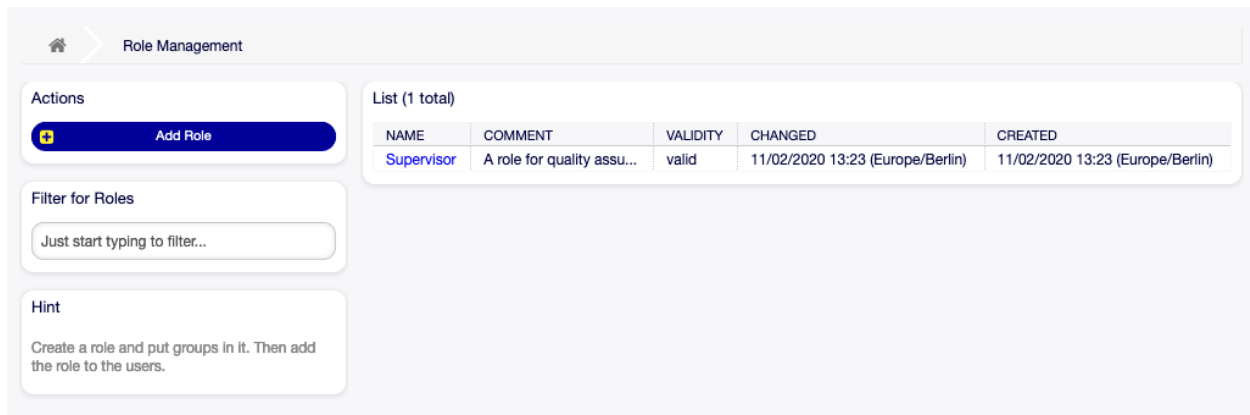 Role Management
Actions
Add Role
Filter for Roles
Just start typing to filter...
Hint
Create a role and put groups in it. Then add
the role to the users.
List (1 total)
NAME COMMENT VALIDITY CHANGED CREATED
Supervisor A role for quality assu... valid 11/02/2020 13:23 (Europe/Berlin) 11/02/2020 13:23 (Europe/Berlin)